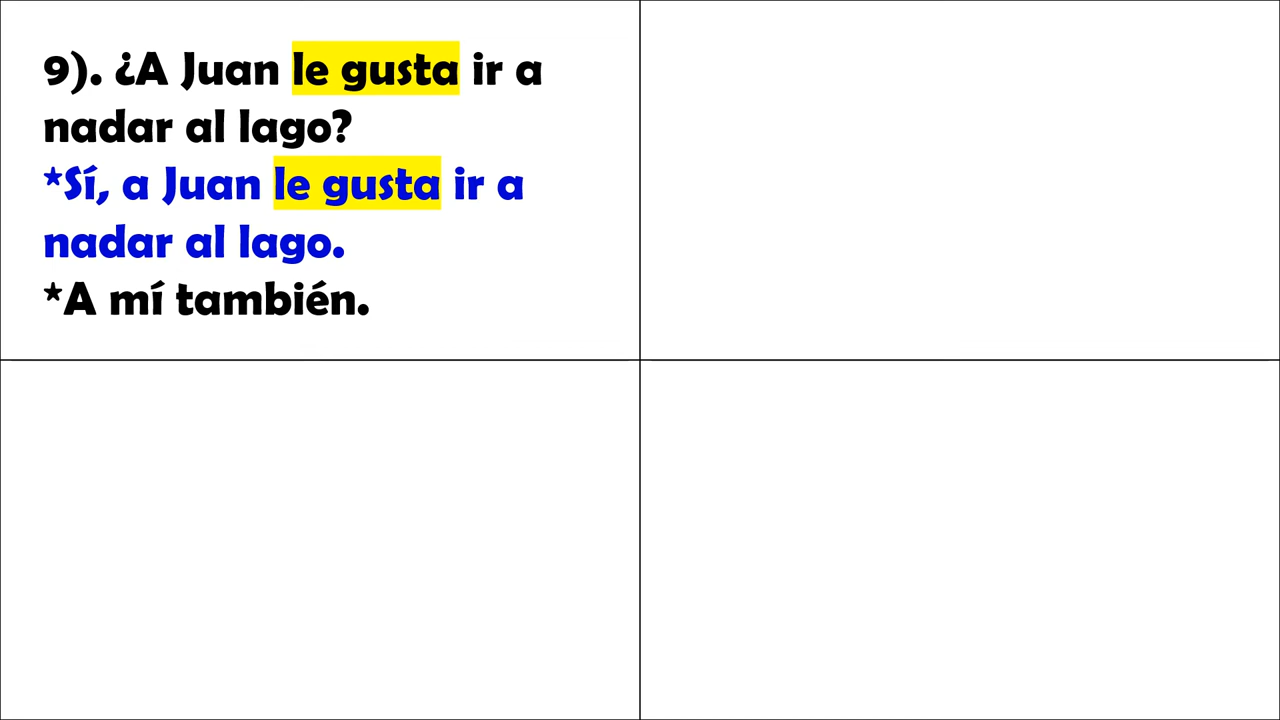 9). ¿A Juan le gusta ir a
nadar al lago?
*Sí, a Juan le gusta ir a
nadar al lago.
*A mí también.